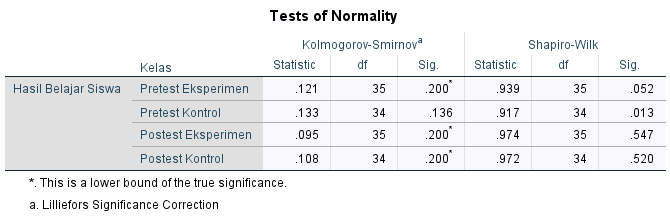 Tests of Normality
Kolmogorov-Smirnovᵃ Shapiro-Wilk
Kelas Statistic df Sig. Statistic df Sig.
Hasil Belajar Siswa Pretest Eksperimen .121 35 .200* .939 35 .052
Pretest Kontrol .133 34 .136 .917 34 .013
Postest Eksperimen .095 35 .200* .974 35 .547
Postest Kontrol .108 34 .200* .972 34 .520
*. This is a lower bound of the true significance.
a. Lilliefors Significance Correction